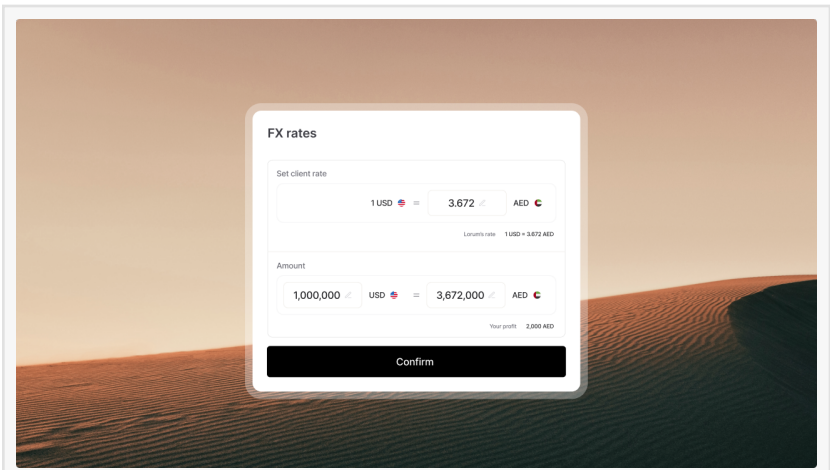 FX rates
Set client rate
1 USD = 3.672 AED
Lorum's rate 1 USD = 3.672 AED
Amount
1,000,000 USD = 3,672,000 AED
Your profit 2,000 AED
Confirm